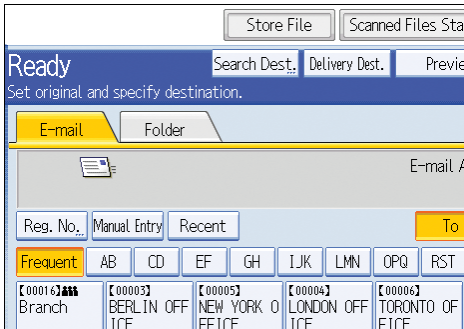 Store File Scanned Files Sta
Ready Search Dest. Delivery Dest. Previe
Set original and specify destination.
E-mail Folder
E-mail A
Reg. No. Manual Entry Recent To
Frequent AB CD EF GH IJK LMN OPQ RST
【00016】 【00003】 【00005】 【00004】 【00006】
Branch BERLIN OFF NEW YORK O LONDON OFF TORONTO OF
ICE FFICE ICE FICE